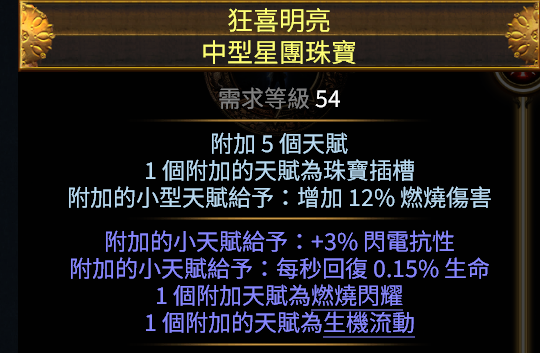 狂喜明亮
中型星團珠寶
需求等級 54
附加 5 個天賦
1 個附加的天賦為珠寶插槽
附加的小型天賦給予：增加 12% 燃燒傷害
附加的小天賦給予：+3% 閃電抗性
附加的小天賦給予：每秒回復 0.15% 生命
1 個附加天賦為燃燒閃耀
1 個附加的天賦為生機流動